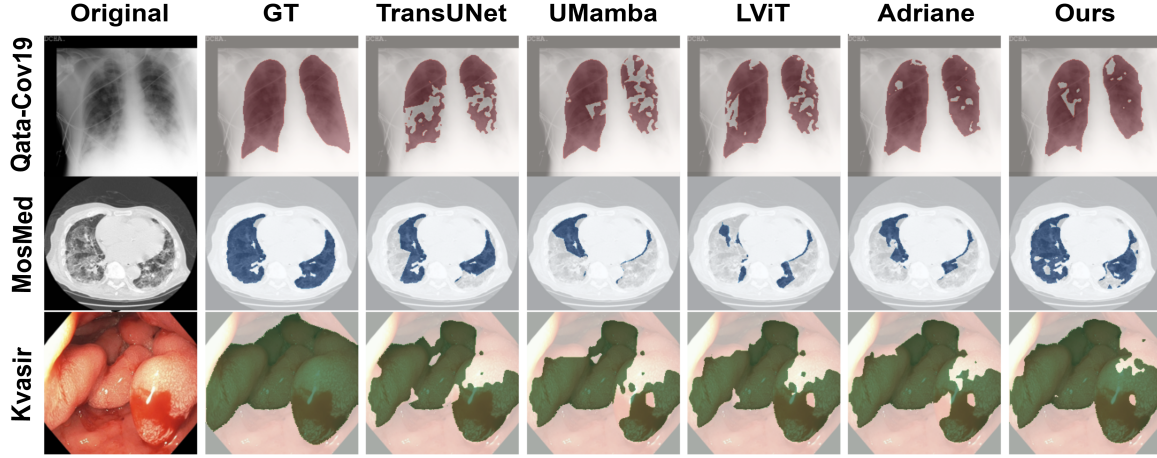 Original GT TransUNet UMamba LViT Adriane Ours
Qata-Cov19
MosMed
Kvasir